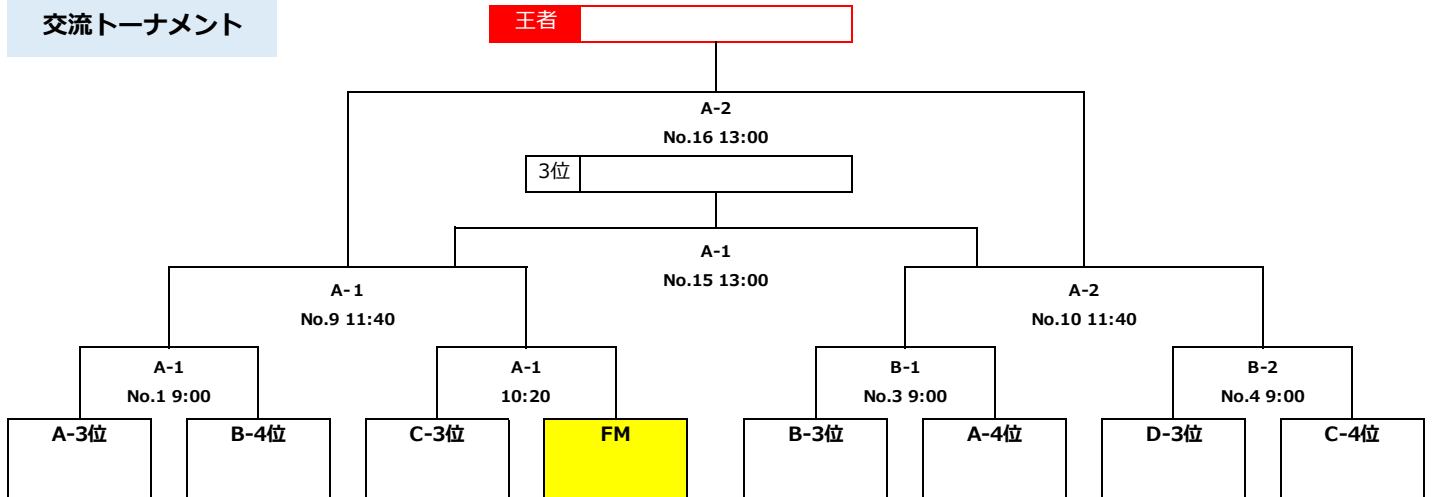 交流トーナメント
王者
A-2
No.16 13:00
3位
A-1
No.15 13:00
A-1
No.9 11:40
A-2
No.10 11:40
A-1
No.1 9:00
A-1
10:20
B-1
No.3 9:00
B-2
No.4 9:00
A-3位
B-4位
C-3位
FM
B-3位
A-4位
D-3位
C-4位